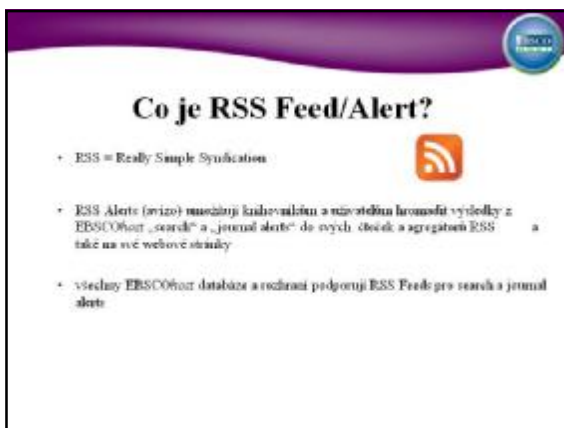 EBSCO
Co je RSS Feed/Alert?
• RSS = Really Simple Syndication
• RSS Alerts (avizo) umožňují knihovníkům a uživatelům hromadit výsledky z
EBSCOhost „search“ a „journal alerts“ do svých čteček a agregátorů RSS a
také na své webové stránky
• všechny EBSCOhost databáze a rozhraní podporují RSS Feeds pro search a journal
alerts